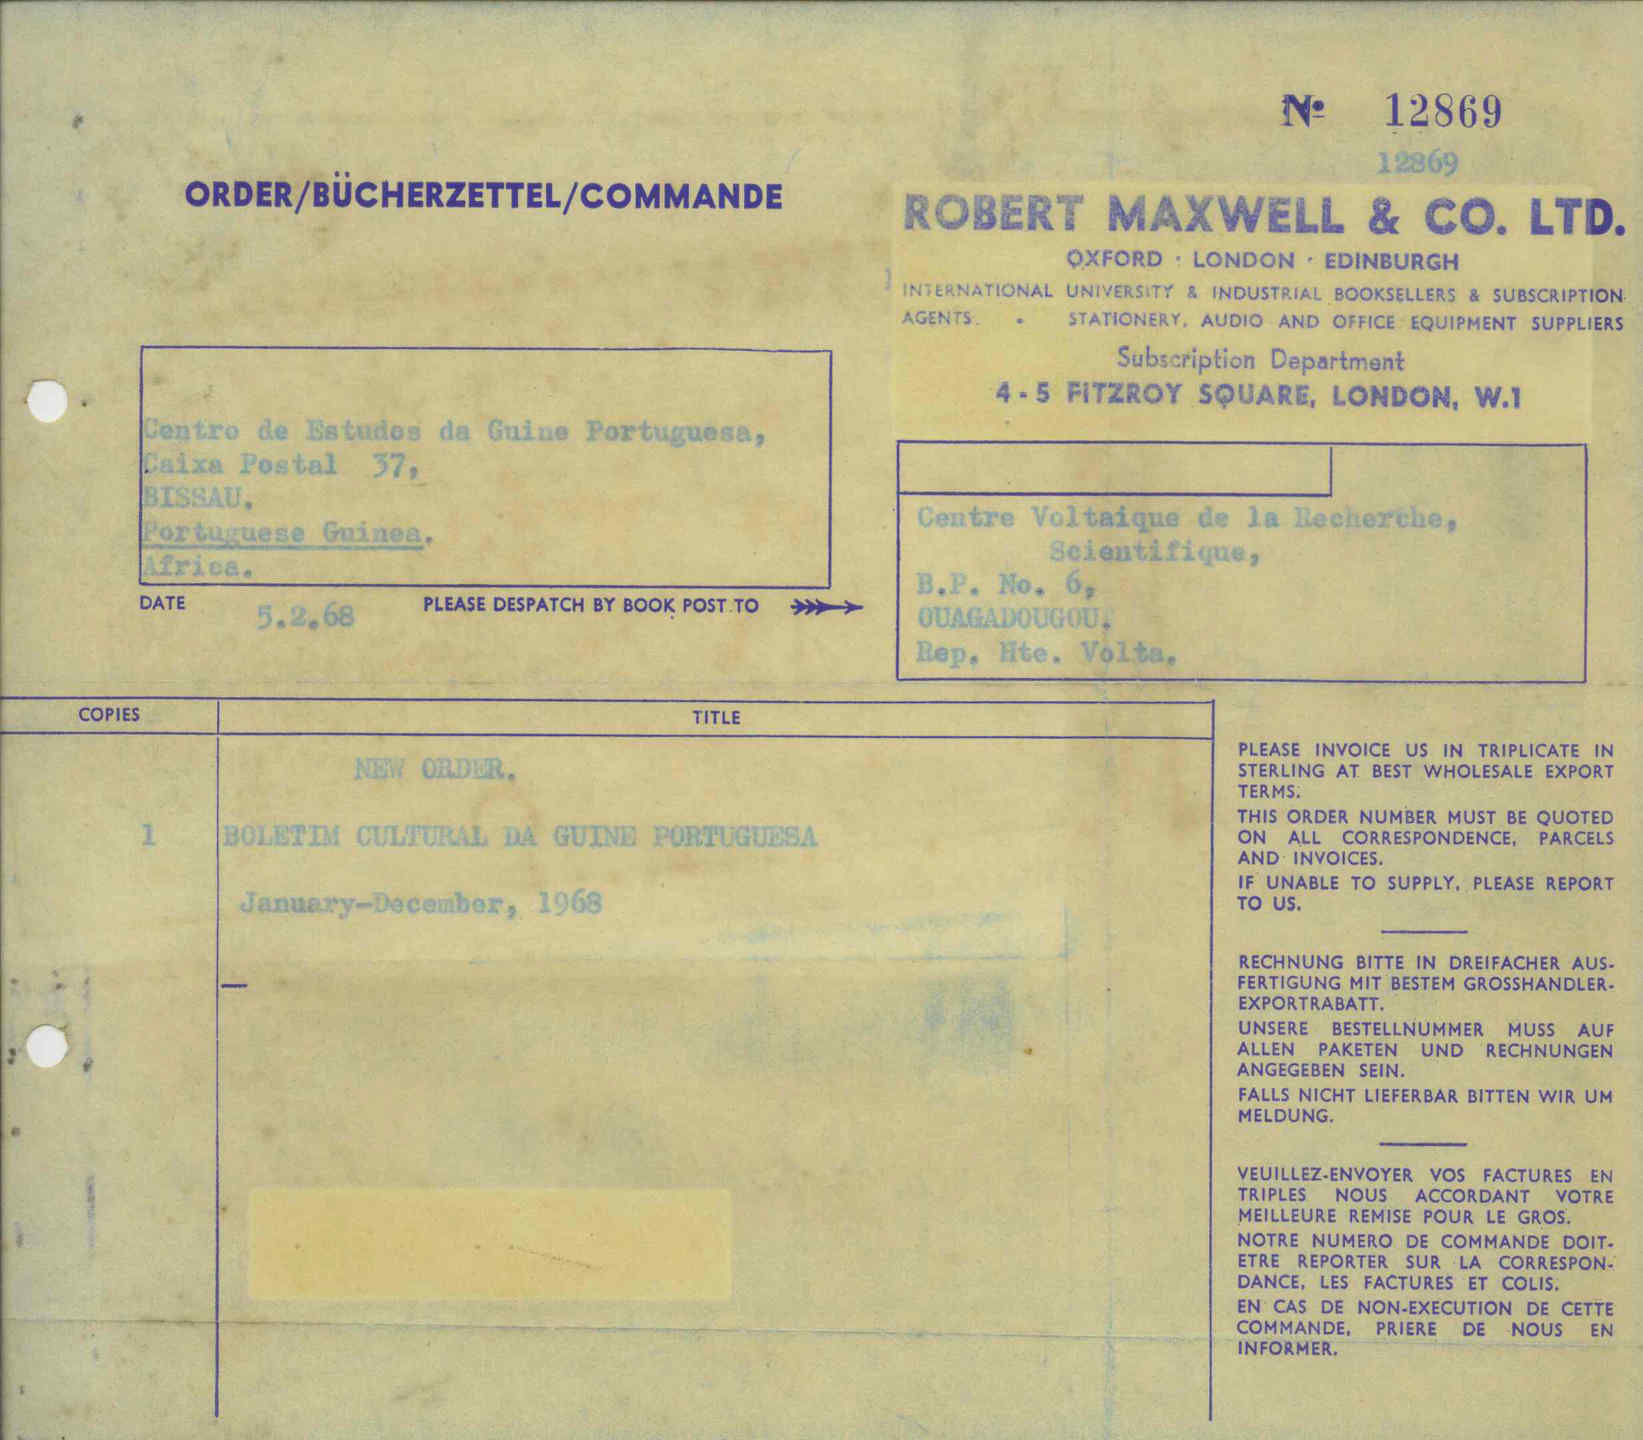 Nº 12869
12869
ORDER/BÜCHERZETTEL/COMMANDE
ROBERT MAXWELL & CO. LTD.
OXFORD · LONDON · EDINBURGH
INTERNATIONAL UNIVERSITY & INDUSTRIAL BOOKSELLERS & SUBSCRIPTION
AGENTS. • STATIONERY, AUDIO AND OFFICE EQUIPMENT SUPPLIERS
Subscription Department
4 - 5 FITZROY SQUARE, LONDON, W.1
Centro de Estudos da Guine Portuguesa,
Caixa Postal 37,
BISSAU.
Portuguese Guinea.
Africa.
DATE 5.2.68 PLEASE DESPATCH BY BOOK POST TO
Centre Voltaique de la Recherche,
Scientifique,
B.P. No. 6,
OUAGADOUGOU.
Rep. Hte. Volta.
COPIES TITLE
NEW ORDER.
1 BOLETIM CULTURAL DA GUINE PORTUGUESA
January-December, 1968
PLEASE INVOICE US IN TRIPLICATE IN
STERLING AT BEST WHOLESALE EXPORT
TERMS.
THIS ORDER NUMBER MUST BE QUOTED
ON ALL CORRESPONDENCE, PARCELS
AND INVOICES.
IF UNABLE TO SUPPLY, PLEASE REPORT
TO US.
RECHNUNG BITTE IN DREIFACHER AUS-
FERTIGUNG MIT BESTEM GROSSHANDLER-
EXPORTRABATT.
UNSERE BESTELLNUMMER MUSS AUF
ALLEN PAKETEN UND RECHNUNGEN
ANGEGEBEN SEIN.
FALLS NICHT LIEFERBAR BITTEN WIR UM
MELDUNG.
VEUILLEZ-ENVOYER VOS FACTURES EN
TRIPLES NOUS ACCORDANT VOTRE
MEILLEURE REMISE POUR LE GROS.
NOTRE NUMERO DE COMMANDE DOIT-
ETRE REPORTER SUR LA CORRESPON-
DANCE, LES FACTURES ET COLIS.
EN CAS DE NON-EXECUTION DE CETTE
COMMANDE, PRIERE DE NOUS EN
INFORMER.